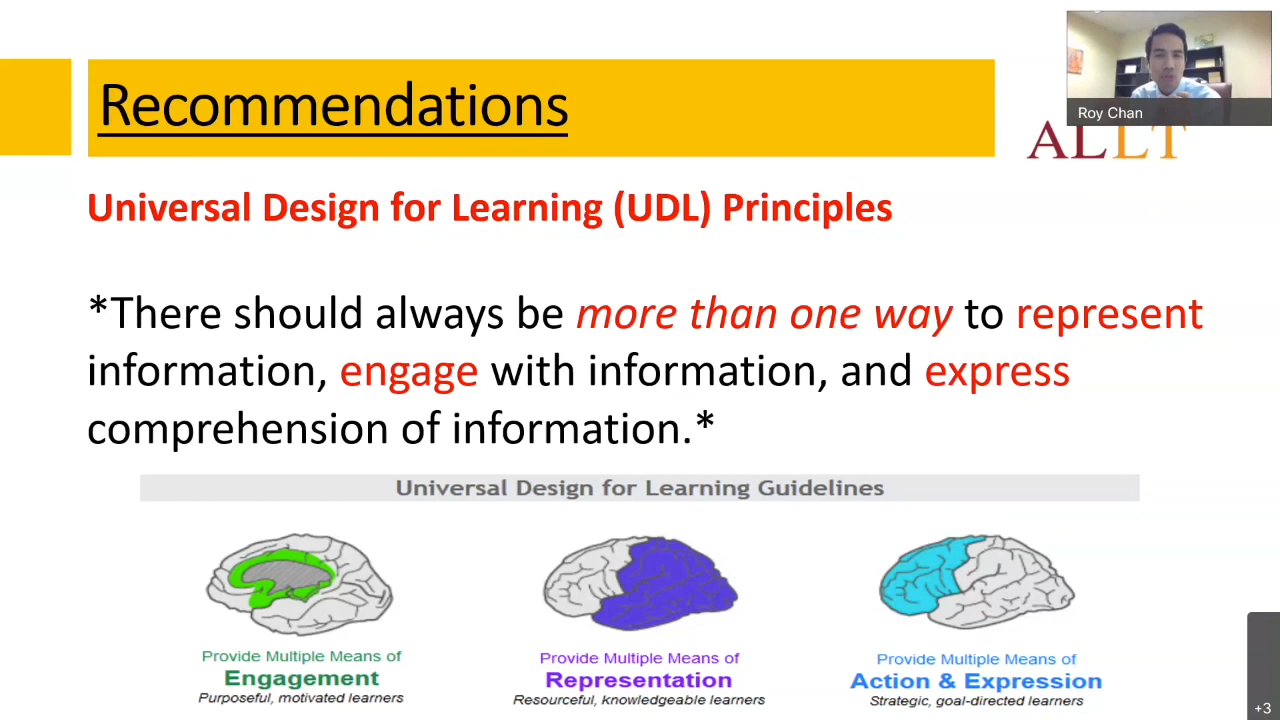 Recommendations
Roy Chan
ALLT
Universal Design for Learning (UDL) Principles
*There should always be more than one way to represent
information, engage with information, and express
comprehension of information.*
Universal Design for Learning Guidelines
Provide Multiple Means of
Engagement
Purposeful, motivated learners
Provide Multiple Means of
Representation
Resourceful, knowledgeable learners
Provide Multiple Means of
Action & Expression
Strategic, goal-directed learners
+3